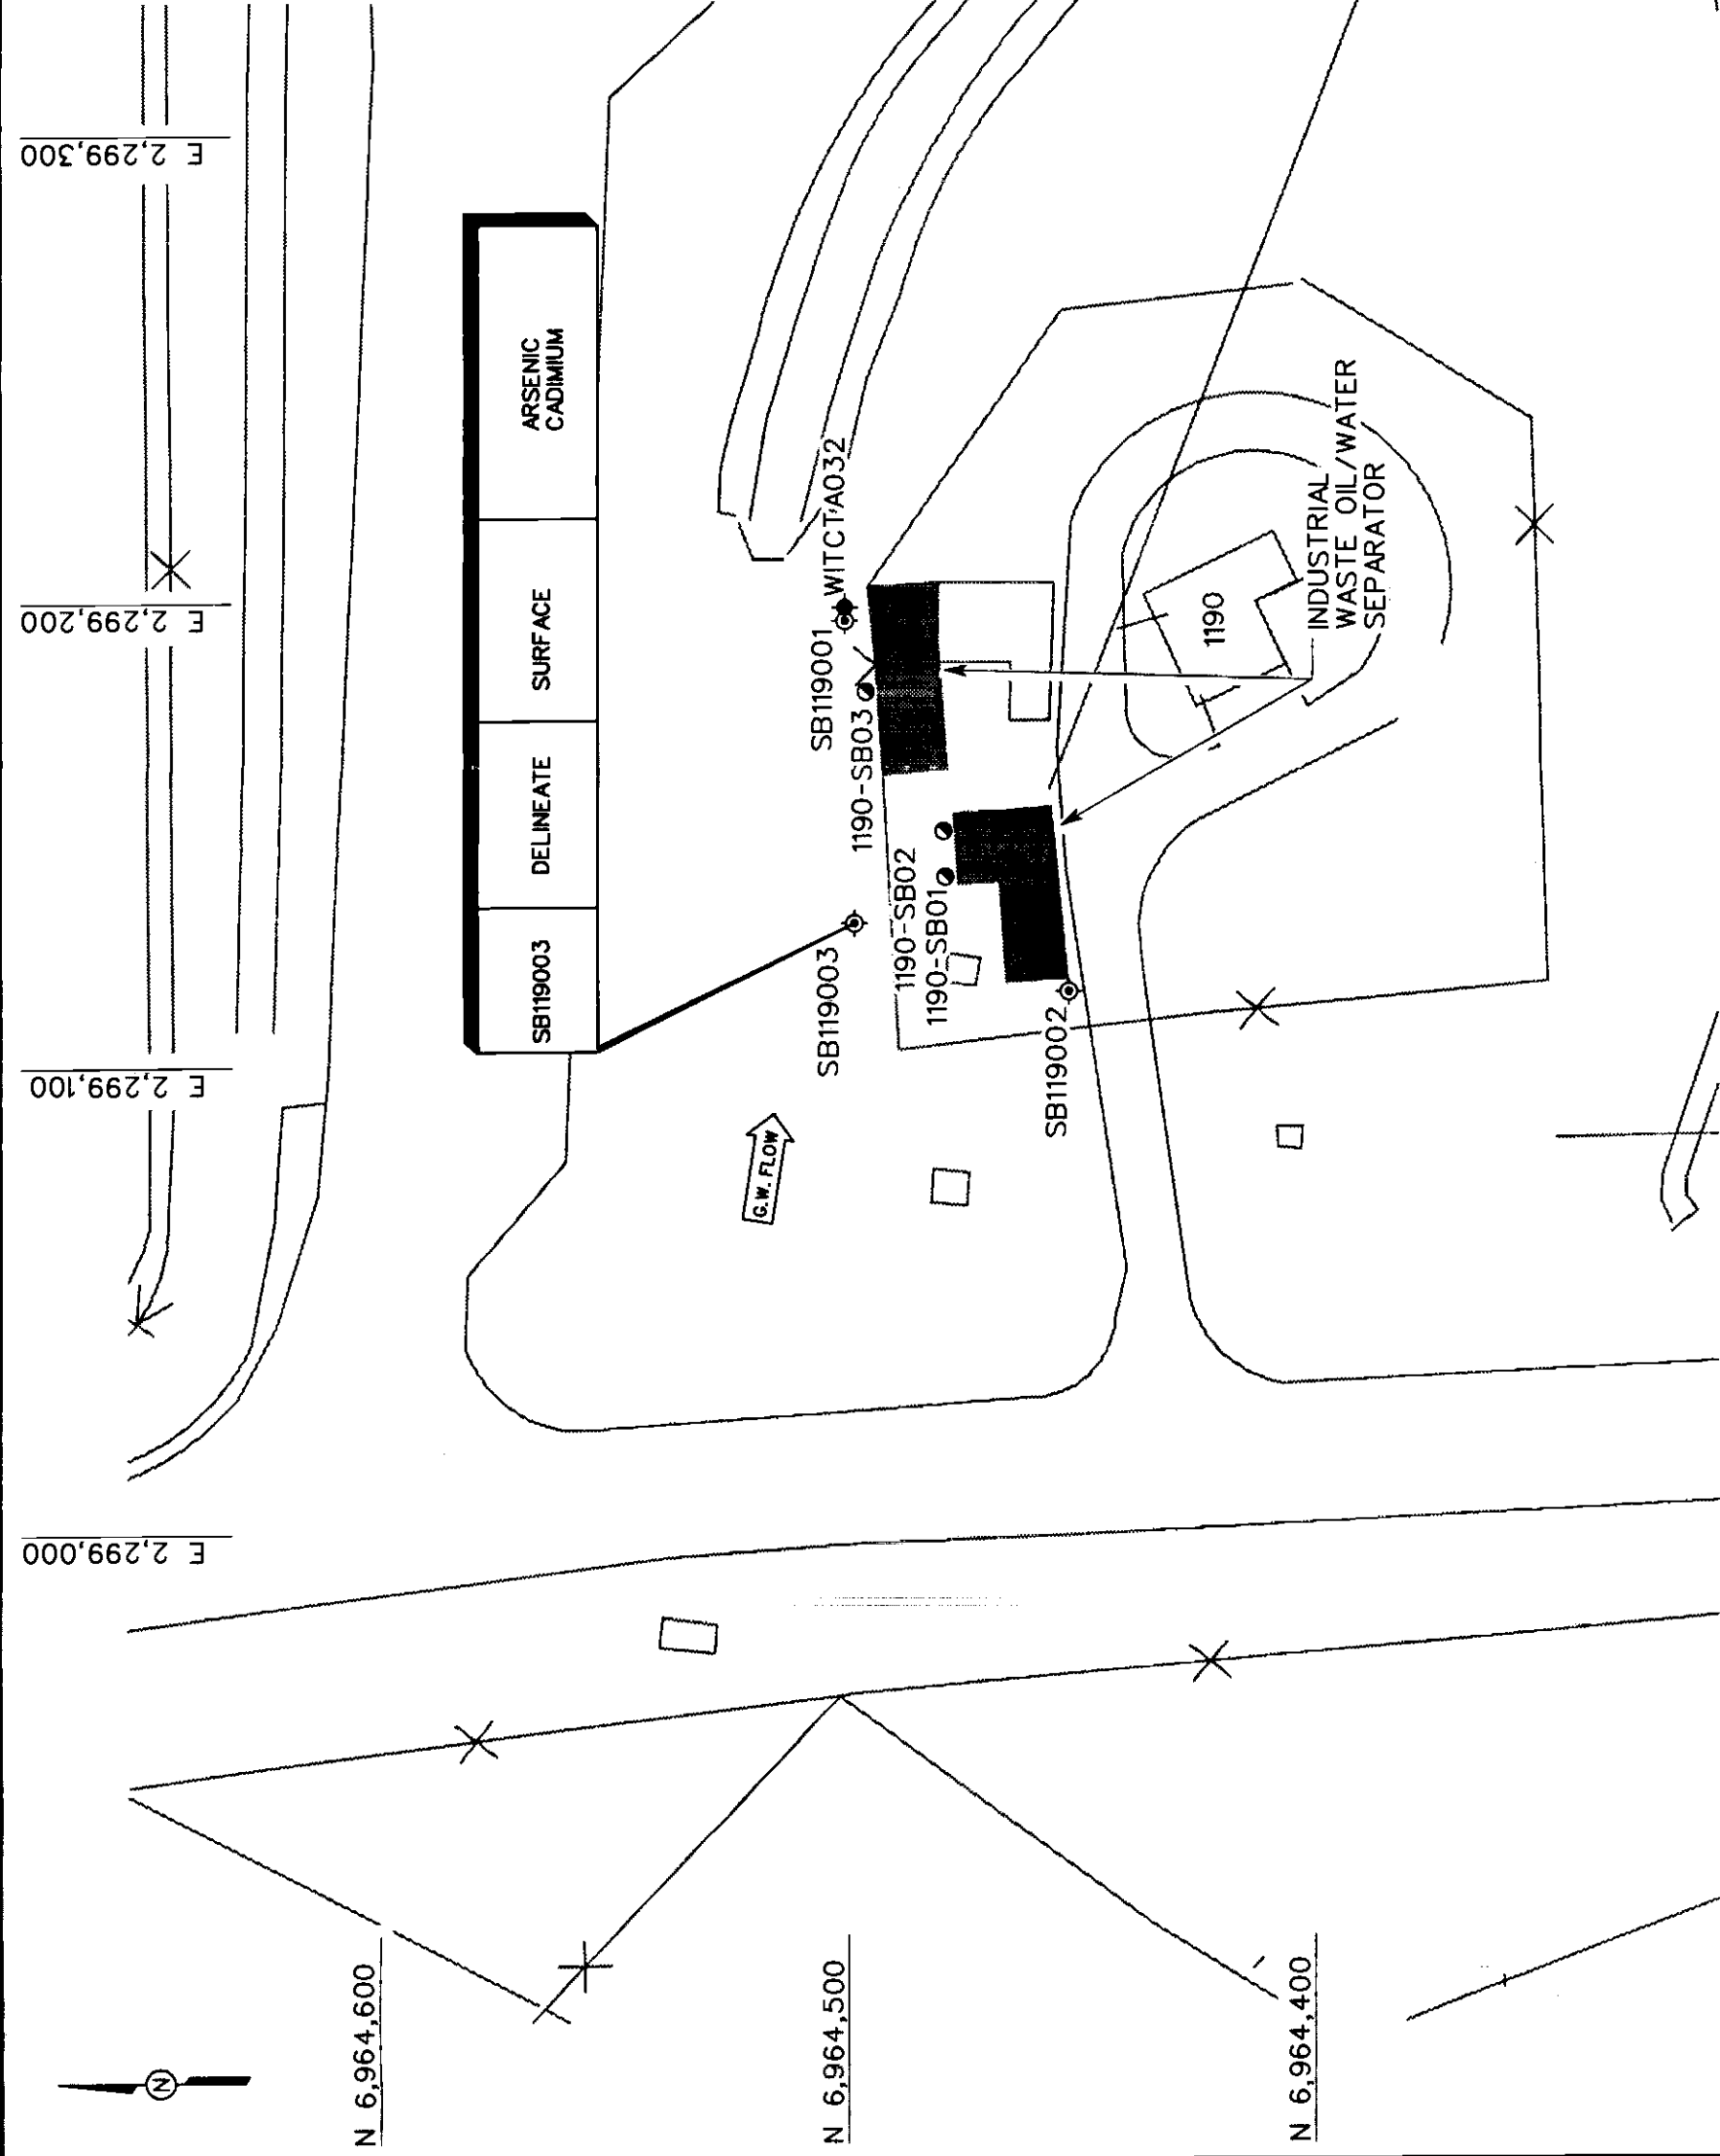 E 2,299,000
E 2,299,100
E 2,299,200
E 2,299,300
N 6,964,600
N 6,964,500
N 6,964,400
N
SB119003
DELINEATE
SURFACE
ARSENIC
CADIMIUM
G.W. FLOW
SB119003
SB119001
WITCTA032
1190-SB03
1190-SB02
1190-SB01
SB119002
1190
INDUSTRIAL
WASTE OIL/WATER
SEPARATOR